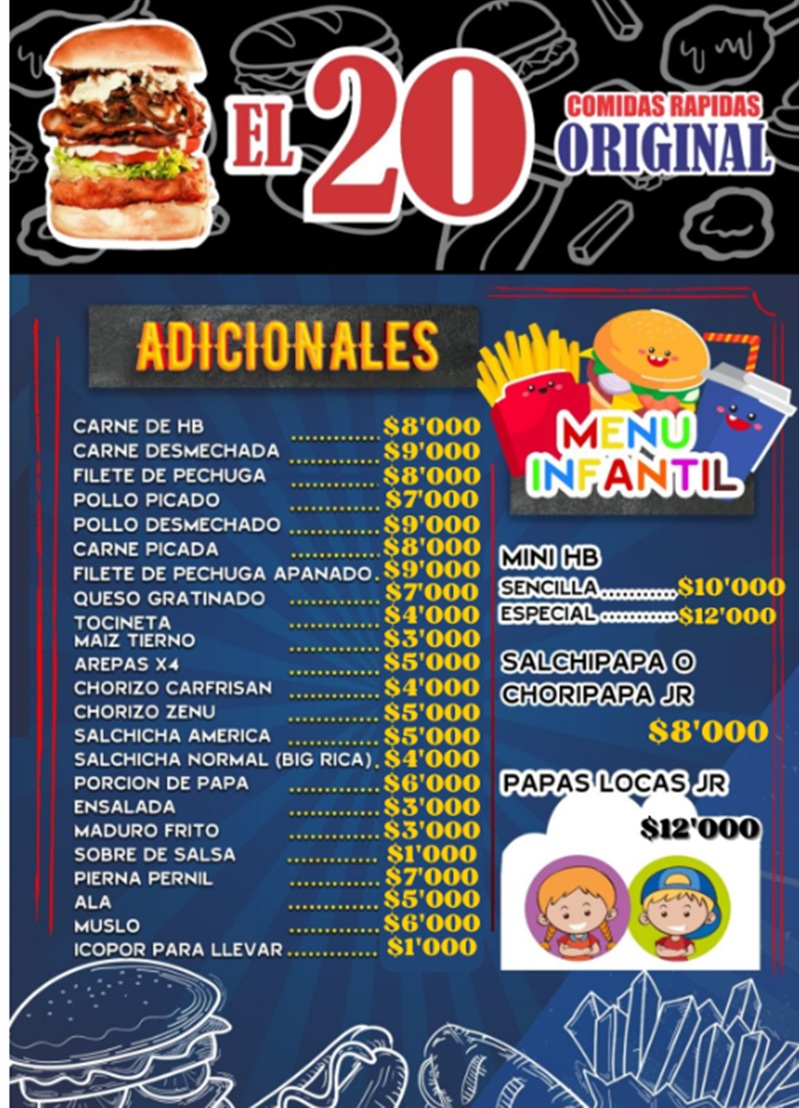 EL 20
COMIDAS RAPIDAS
ORIGINAL
ADICIONALES
CARNE DE HB ............. $8'000
CARNE DESMECHADA ............. $9'000
FILETE DE PECHUGA ............. $8'000
POLLO PICADO ............. $7'000
POLLO DESMECHADO ............. $9'000
CARNE PICADA ............. $8'000
FILETE DE PECHUGA APANADO. $9'000
QUESO GRATINADO ............. $7'000
TOCINETA ............. $4'000
MAIZ TIERNO ............. $3'000
AREPAS X4 ............. $5'000
CHORIZO CARFRISAN ............. $4'000
CHORIZO ZENU ............. $5'000
SALCHICHA AMERICA ............. $5'000
SALCHICHA NORMAL (BIG RICA). $4'000
PORCION DE PAPA ............. $6'000
ENSALADA ............. $3'000
MADURO FRITO ............. $3'000
SOBRE DE SALSA ............. $1'000
PIERNA PERNIL ............. $7'000
ALA ............. $5'000
MUSLO ............. $6'000
ICOPOR PARA LLEVAR ............. $1'000
MENU
INFANTIL
MINI HB
SENCILLA...........$10'000
ESPECIAL ...........$12'000
SALCHIPAPA O
CHORIPAPA JR
$8'000
PAPAS LOCAS JR
$12'000